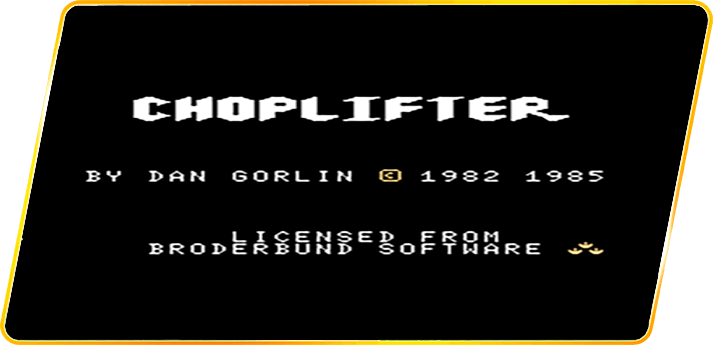 CHOPLIFTER
BY DAN GORLIN © 1982 1985
LICENSED FROM
BRODERBUND SOFTWARE